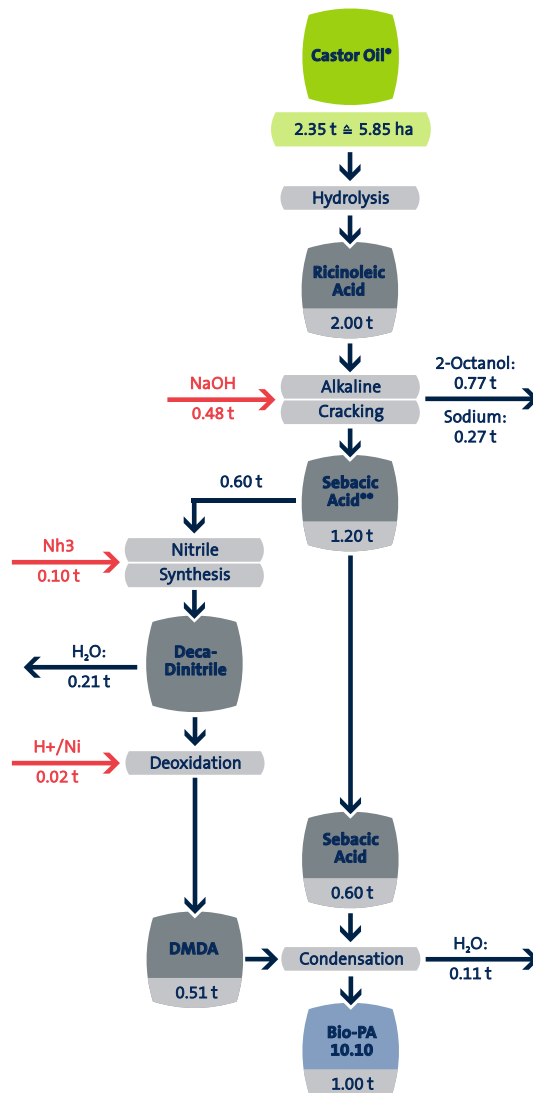 Castor Oil•
2.35 t ≙ 5.85 ha
Hydrolysis
Ricinoleic
Acid
2.00 t
NaOH
0.48 t
Alkaline
Cracking
2-Octanol:
0.77 t
Sodium:
0.27 t
0.60 t
Sebacic
Acid••
1.20 t
Nh3
0.10 t
Nitrile
Synthesis
H₂O:
0.21 t
Deca-
Dinitrile
H+/Ni
0.02 t
Deoxidation
Sebacic
Acid
0.60 t
DMDA
0.51 t
Condensation
H₂O:
0.11 t
Bio-PA
10.10
1.00 t